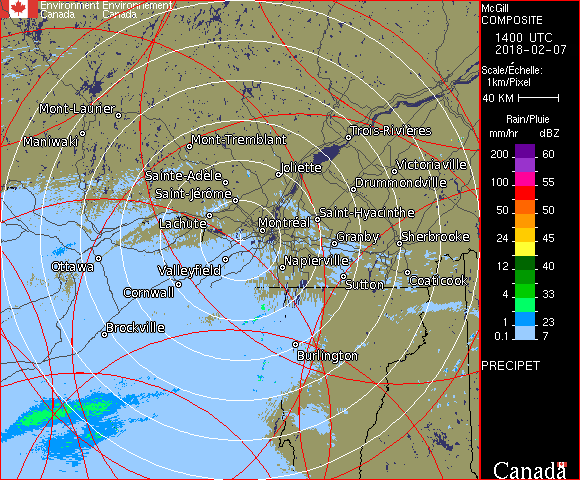 Environment Environnement
Canada Canada
McGill
COMPOSITE
1400 UTC
2018-02-07
Scale/Échelle:
1km/Pixel
40 KM
Rain/Pluie
mm/hr dBZ
200 60
100 55
50 50
24 45
12 40
4 33
1 23
0.1 7
PRECIPET
Canada
Mont-Laurier
Maniwaki
Mont-Tremblant
Trois-Rivières
Joliette
Victoriaville
Sainte-Adèle
Drummondville
Saint-Jérôme
Saint-Hyacinthe
Lachute
Montréal
Granby
Sherbrooke
Ottawa
Valleyfield
Napierville
Sutton
Coaticook
Cornwall
Brockville
Burlington